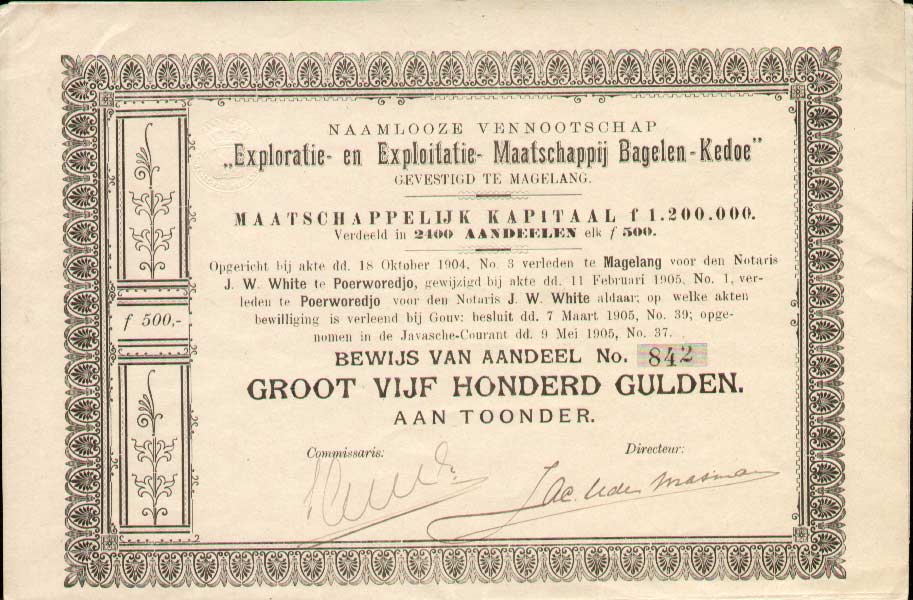 NAAMLOOZE VENNOOTSCHAP
„Exploratie- en Exploitatie- Maatschappij Bagelen-Kedoe"
GEVESTIGD TE MAGELANG.
MAATSCHAPPELIJK KAPITAAL f 1.200.000.
Verdeeld in 2400 AANDEELEN elk f 500.
Opgericht bij akte dd. 18 Oktober 1904, No. 3 verleden te Magelang voor den Notaris
J. W. White te Poerworedjo, gewijzigd bij akte dd. 11 Februari 1905, No. 1, ver-
leden te Poerworedjo voor den Notaris J. W. White aldaar; op welke akten
bewilliging is verleend bij Gouv: besluit dd. 7 Maart 1905, No. 39; opge-
nomen in de Javasche-Courant dd. 9 Mei 1905, No. 37.
f 500,-
BEWIJS VAN AANDEEL No. 842
GROOT VIJF HONDERD GULDEN.
AAN TOONDER.
Commissaris:
Directeur:
Jac.